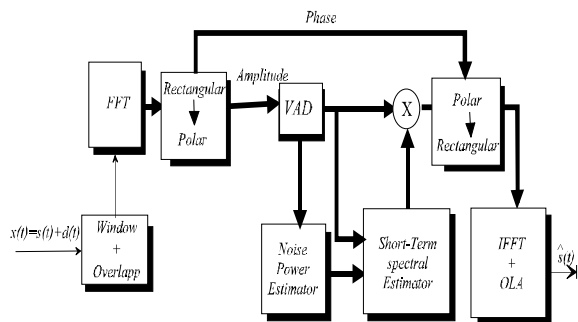 Phase
FFT
Rectangular
Polar
Amplitude
VAD
X
Polar
Rectangular
x(t)=s(t)+d(t)
Window
+
Overlapp
Noise
Power
Estimator
Short-Term
spectral
Estimator
IFFT
+
OLA
^
s(t)